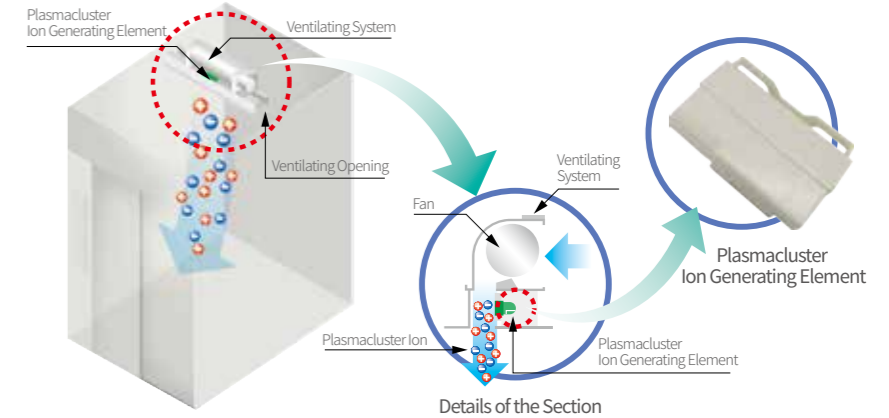 Plasmacluster
Ion Generating Element
Ventilating System
Ventilating Opening
Ventilating
System
Fan
Plasmacluster Ion
Plasmacluster
Ion Generating Element
Details of the Section
Plasmacluster
Ion Generating Element